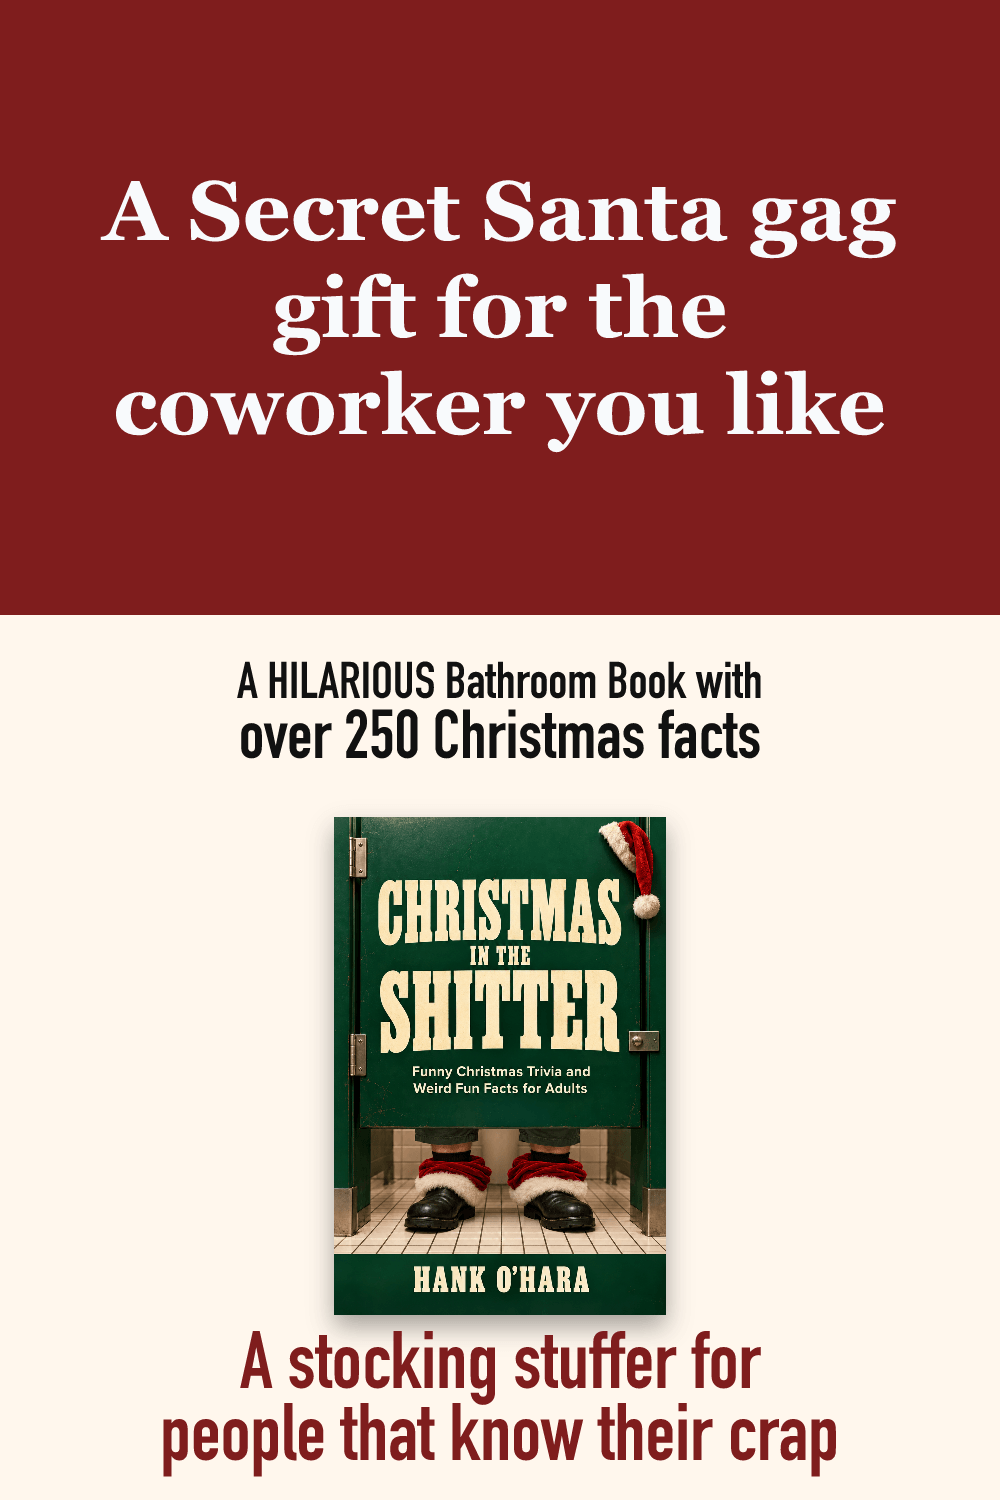 A Secret Santa gag
gift for the
coworker you like
A HILARIOUS Bathroom Book with
over 250 Christmas facts
CHRISTMAS
IN THE
SHITTER
Funny Christmas Trivia and
Weird Fun Facts for Adults
HANK O'HARA
A stocking stuffer for
people that know their crap